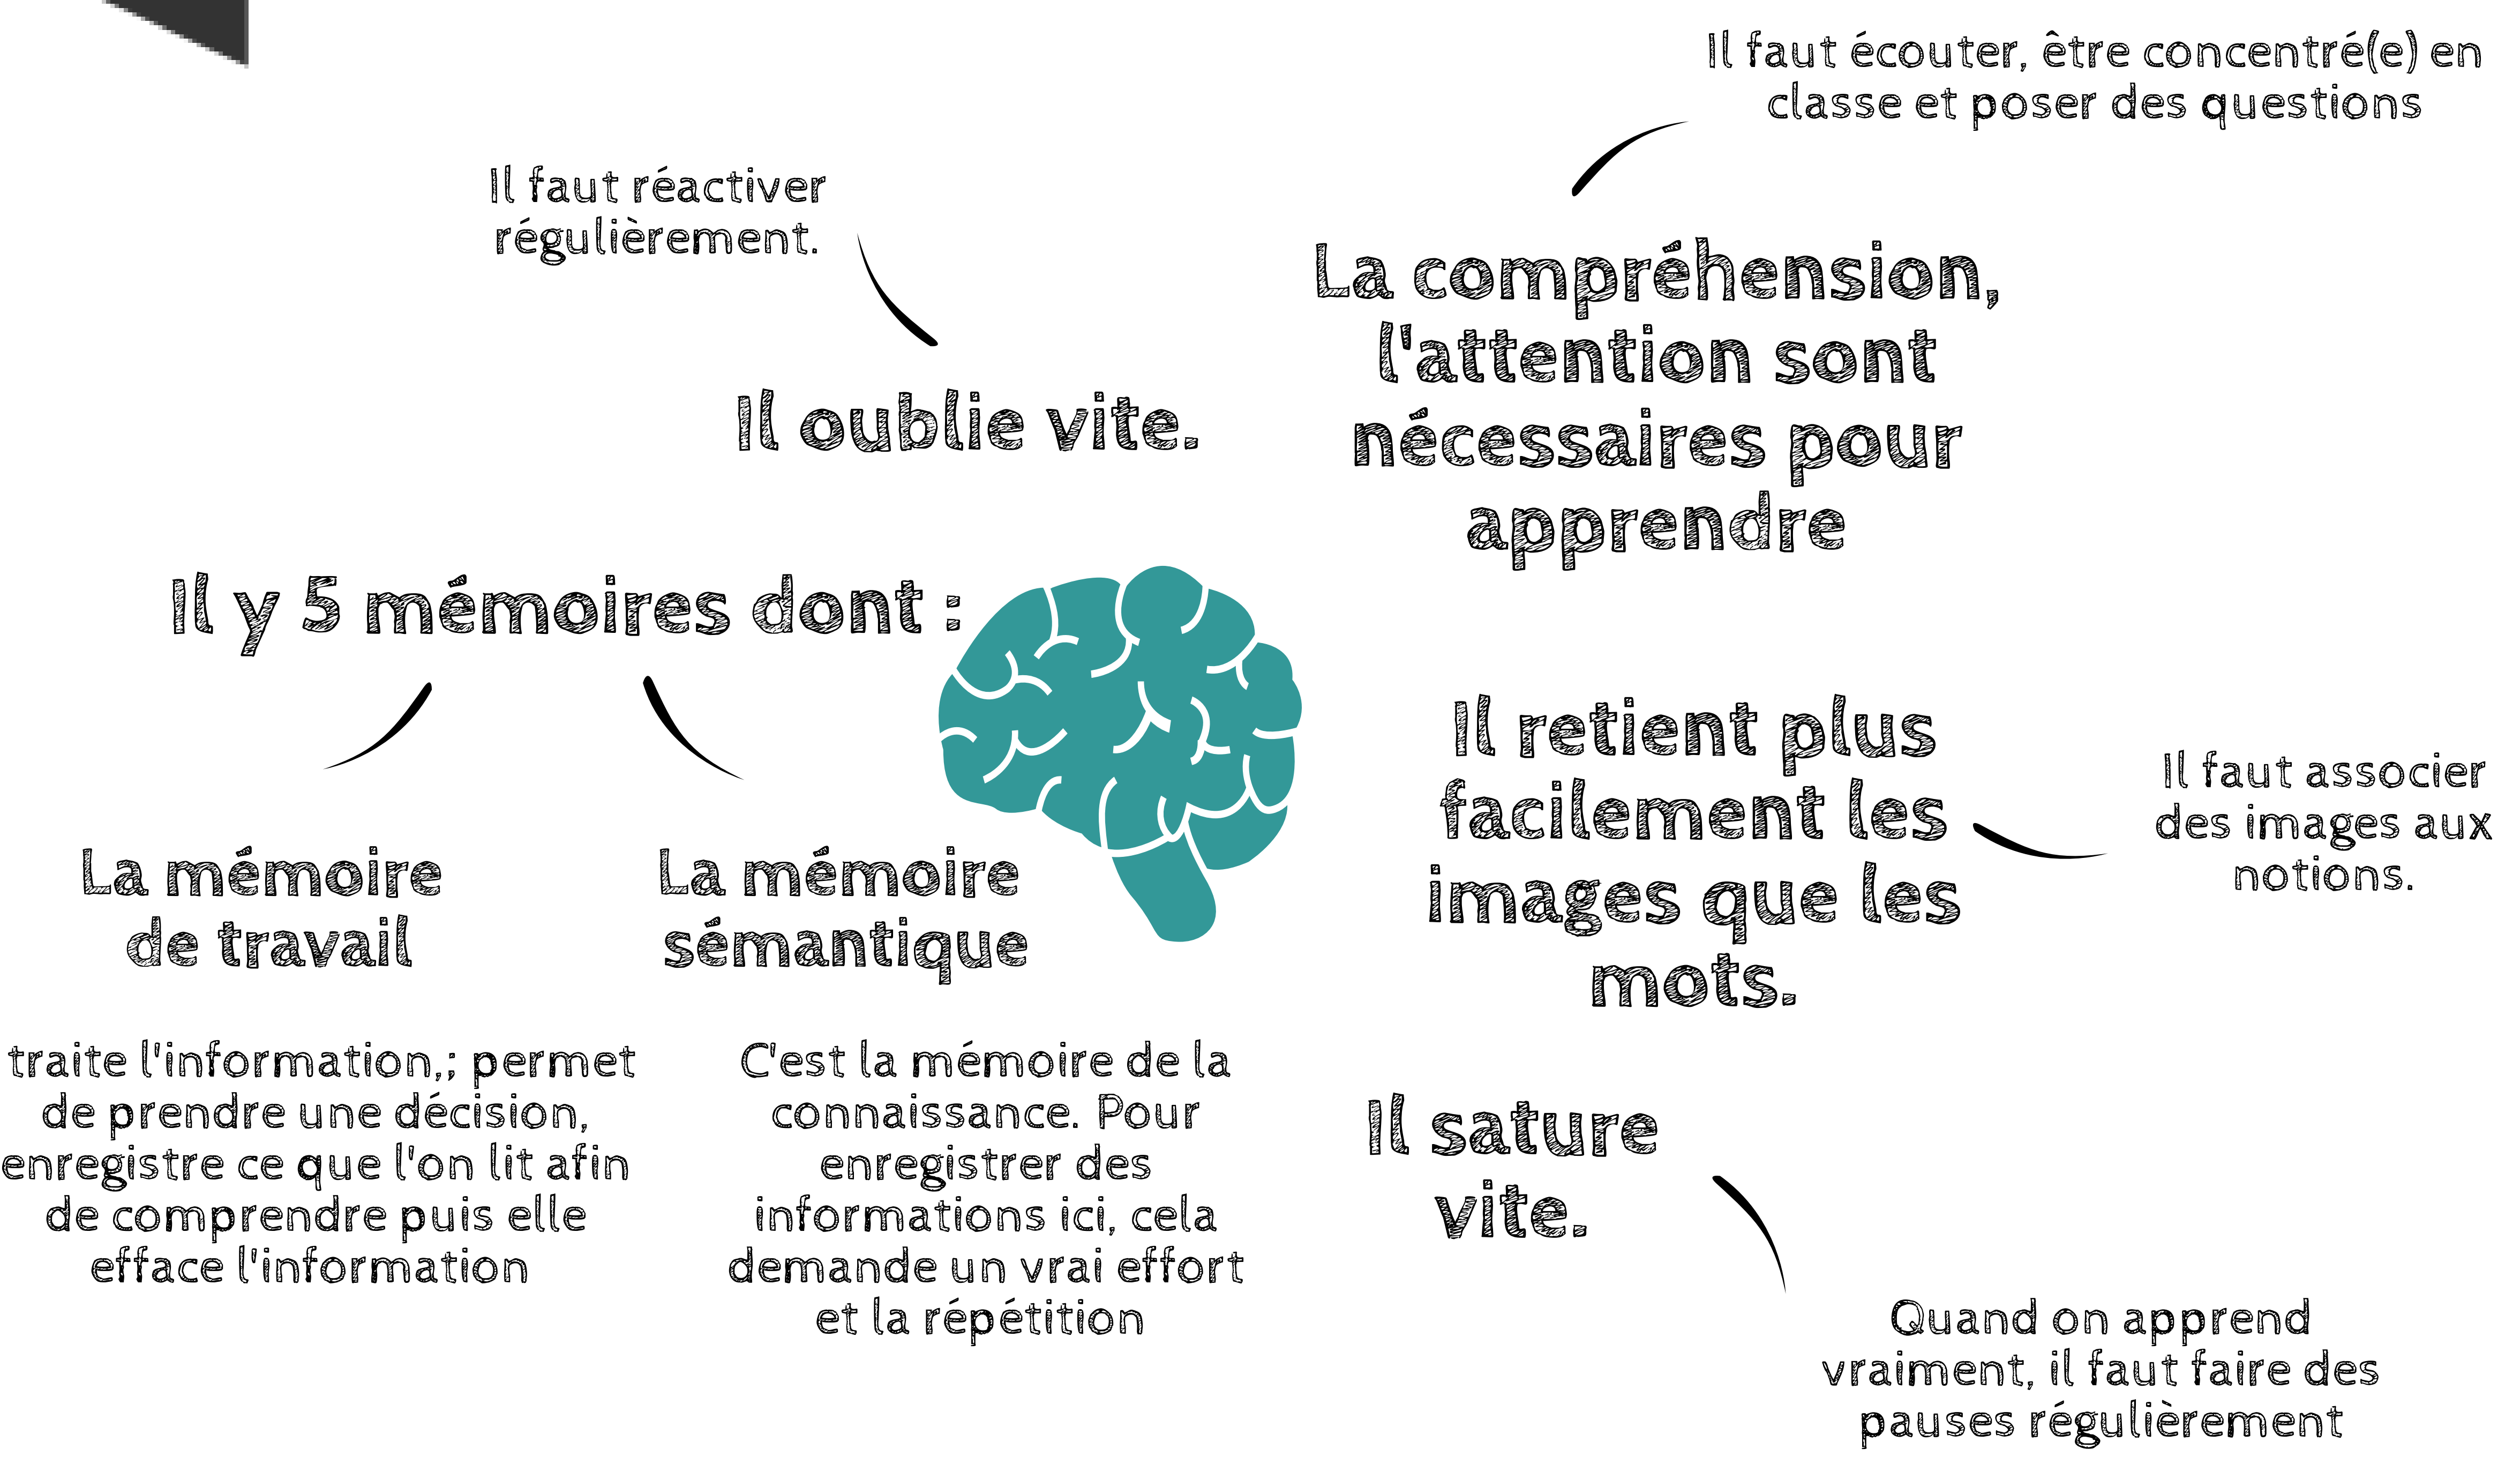 Il faut écouter, être concentré(e) en
classe et poser des questions
Il faut réactiver
régulièrement.
La compréhension,
l'attention sont
nécessaires pour
apprendre
Il oublie vite.
Il y 5 mémoires dont :
Il retient plus
facilement les
images que les
mots.
Il faut associer
des images aux
notions.
La mémoire
de travail
La mémoire
sémantique
traite l'information,; permet
de prendre une décision,
enregistre ce que l'on lit afin
de comprendre puis elle
efface l'information
C'est la mémoire de la
connaissance. Pour
enregistrer des
informations ici, cela
demande un vrai effort
et la répétition
Il sature
vite.
Quand on apprend
vraiment, il faut faire des
pauses régulièrement